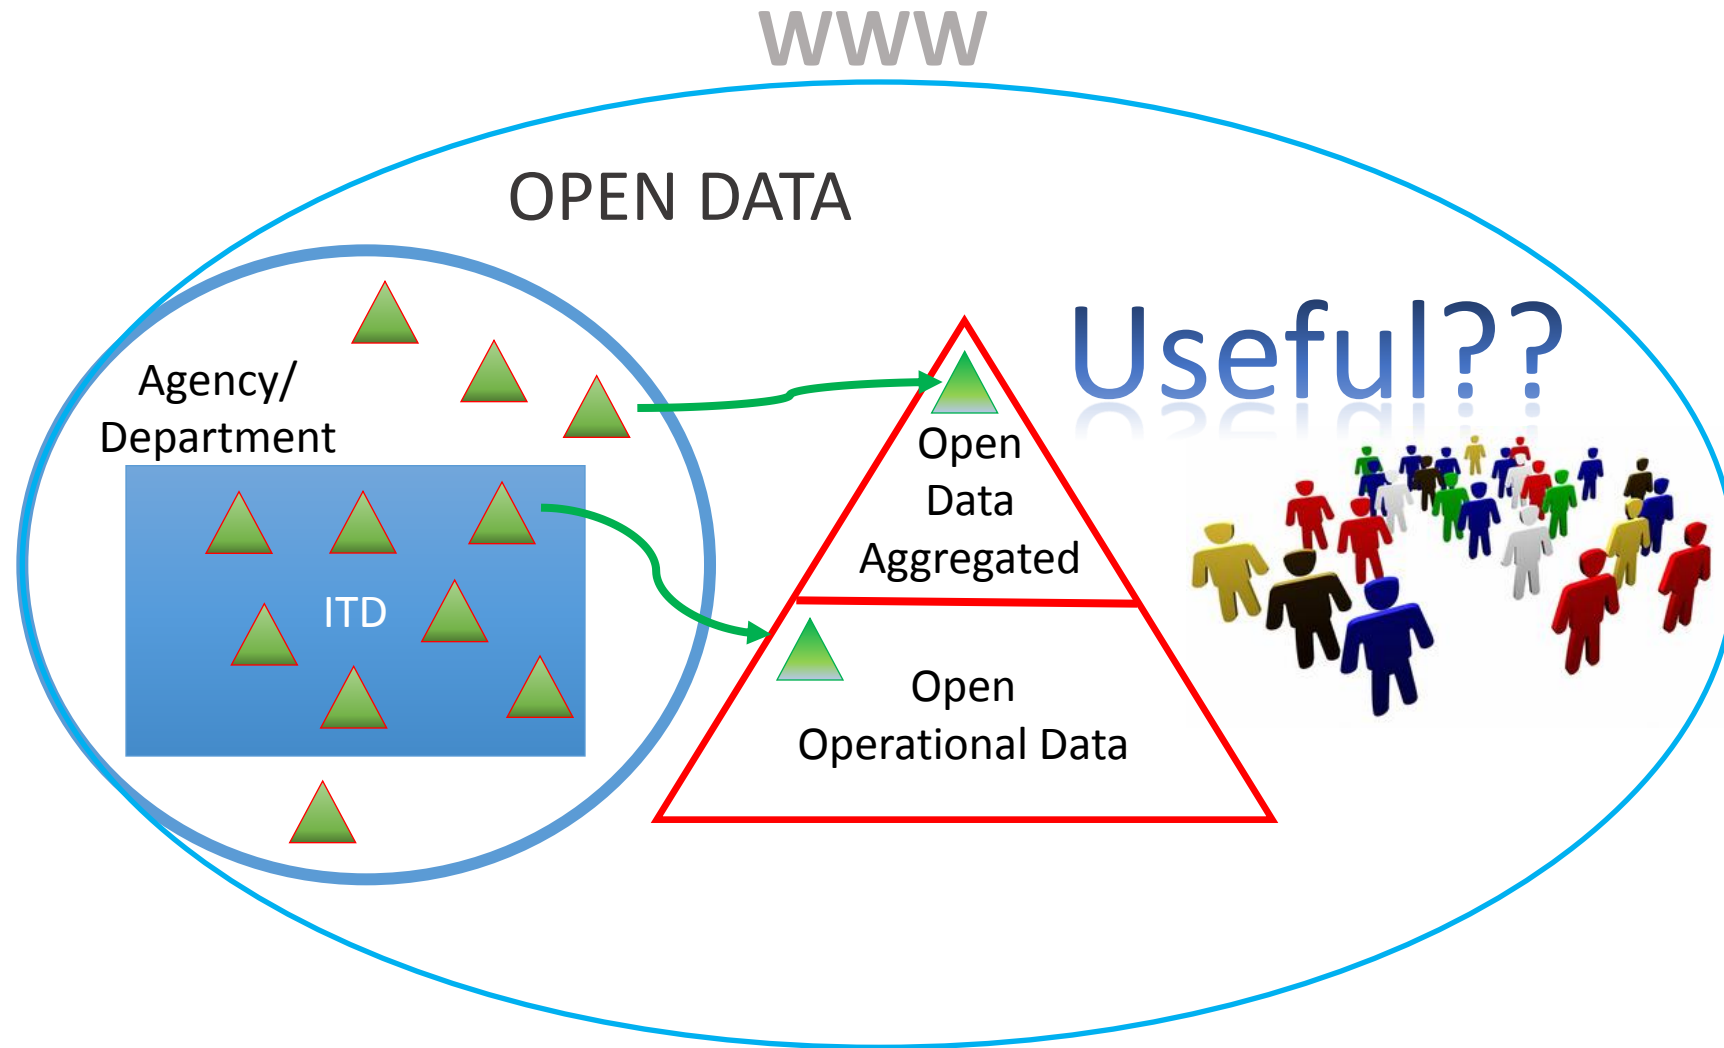 WWW
OPEN DATA
Agency/
Department
ITD
Open
Data
Aggregated
Open
Operational Data
Useful??